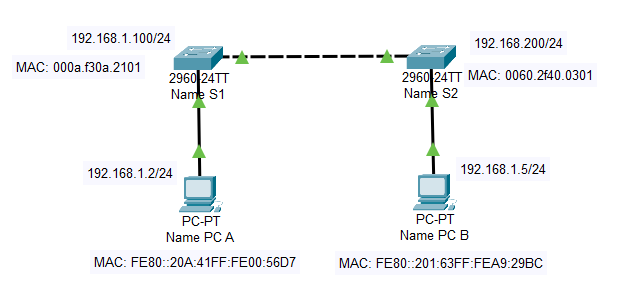 192.168.1.100/24
MAC: 000a.f30a.2101
2960-24TT
Name S1
192.168.200/24
2960-24TT
MAC: 0060.2f40.0301
Name S2
192.168.1.2/24
PC-PT
Name PC A
MAC: FE80::20A:41FF:FE00:56D7
192.168.1.5/24
PC-PT
Name PC B
MAC: FE80::201:63FF:FEA9:29BC